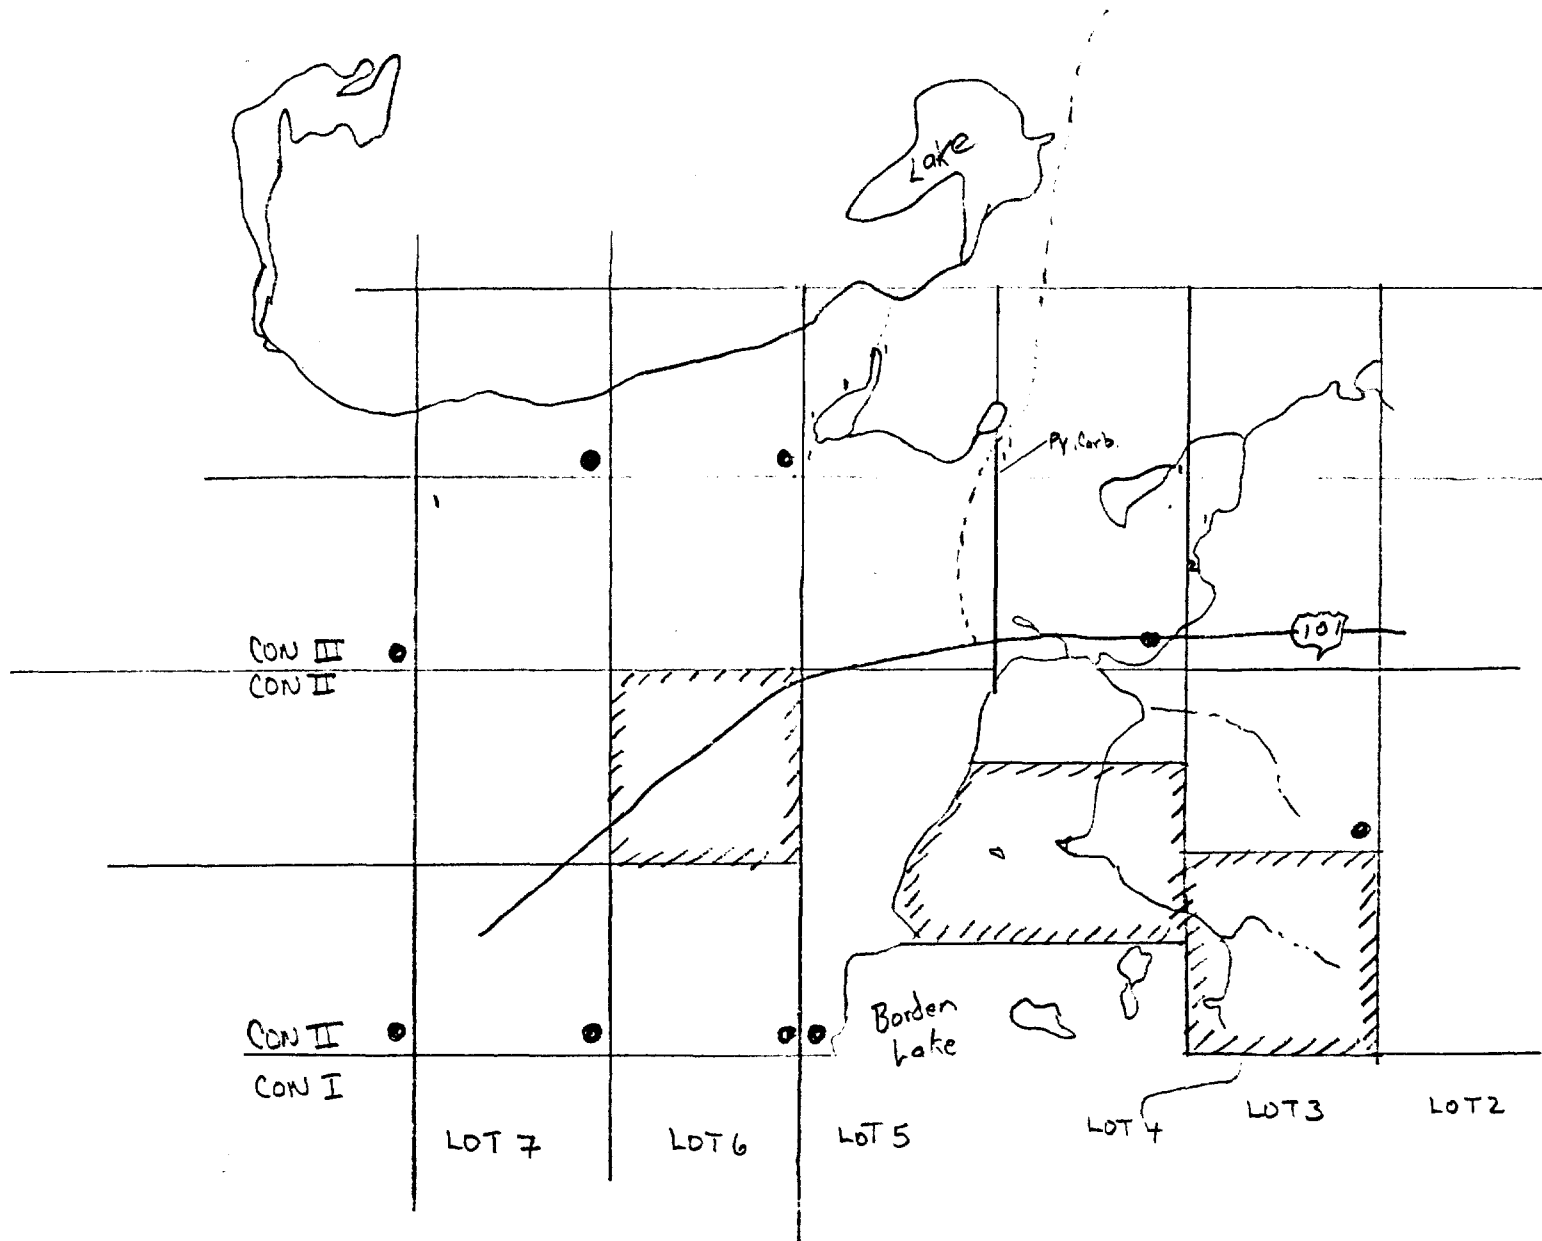 Lake
Py. Carb.
101
CON III
CON II
Borden
Lake
CON II
CON I
LOT 7
LOT 6
LOT 5
LOT 4
LOT 3
LOT 2